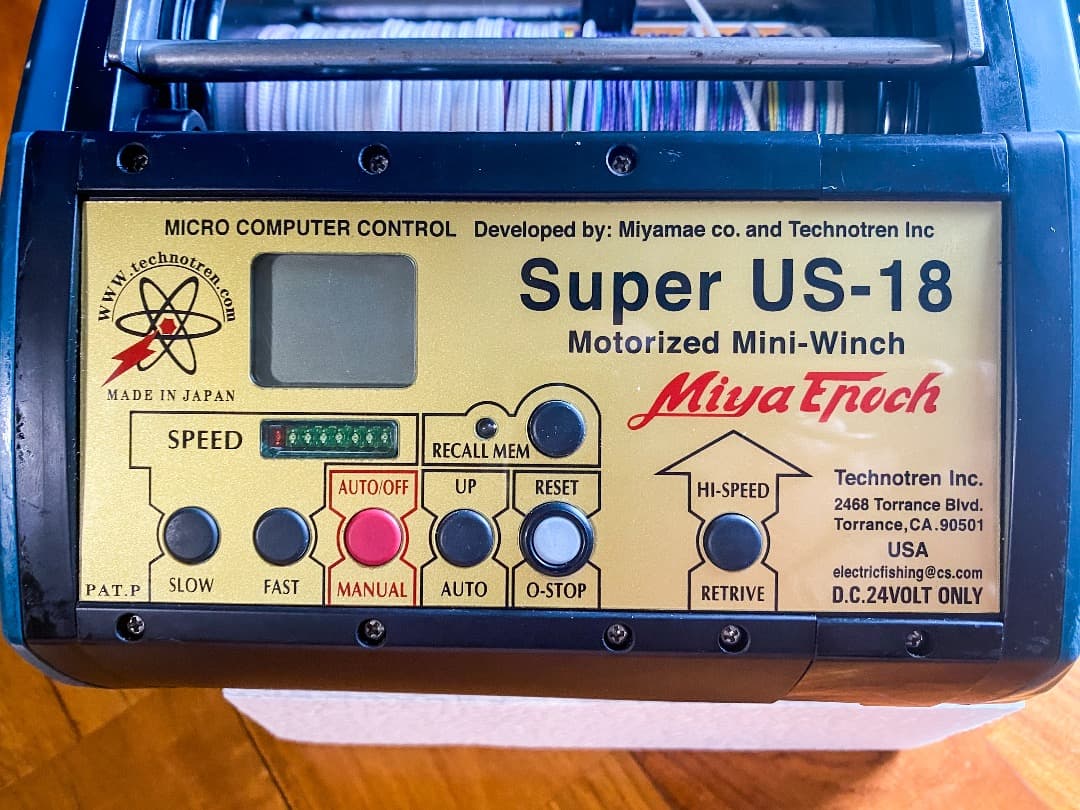 MICRO COMPUTER CONTROL Developed by: Miyamae co. and Technotren Inc
www.technotren.com
MADE IN JAPAN
Super US-18
Motorized Mini-Winch
Miya Epoch
SPEED
RECALL MEM
AUTO/OFF
UP
RESET
HI-SPEED
SLOW
FAST
MANUAL
AUTO
O-STOP
RETRIVE
PAT.P
Technotren Inc.
2468 Torrance Blvd.
Torrance,CA.90501
USA
electricfishing@cs.com
D.C.24VOLT ONLY